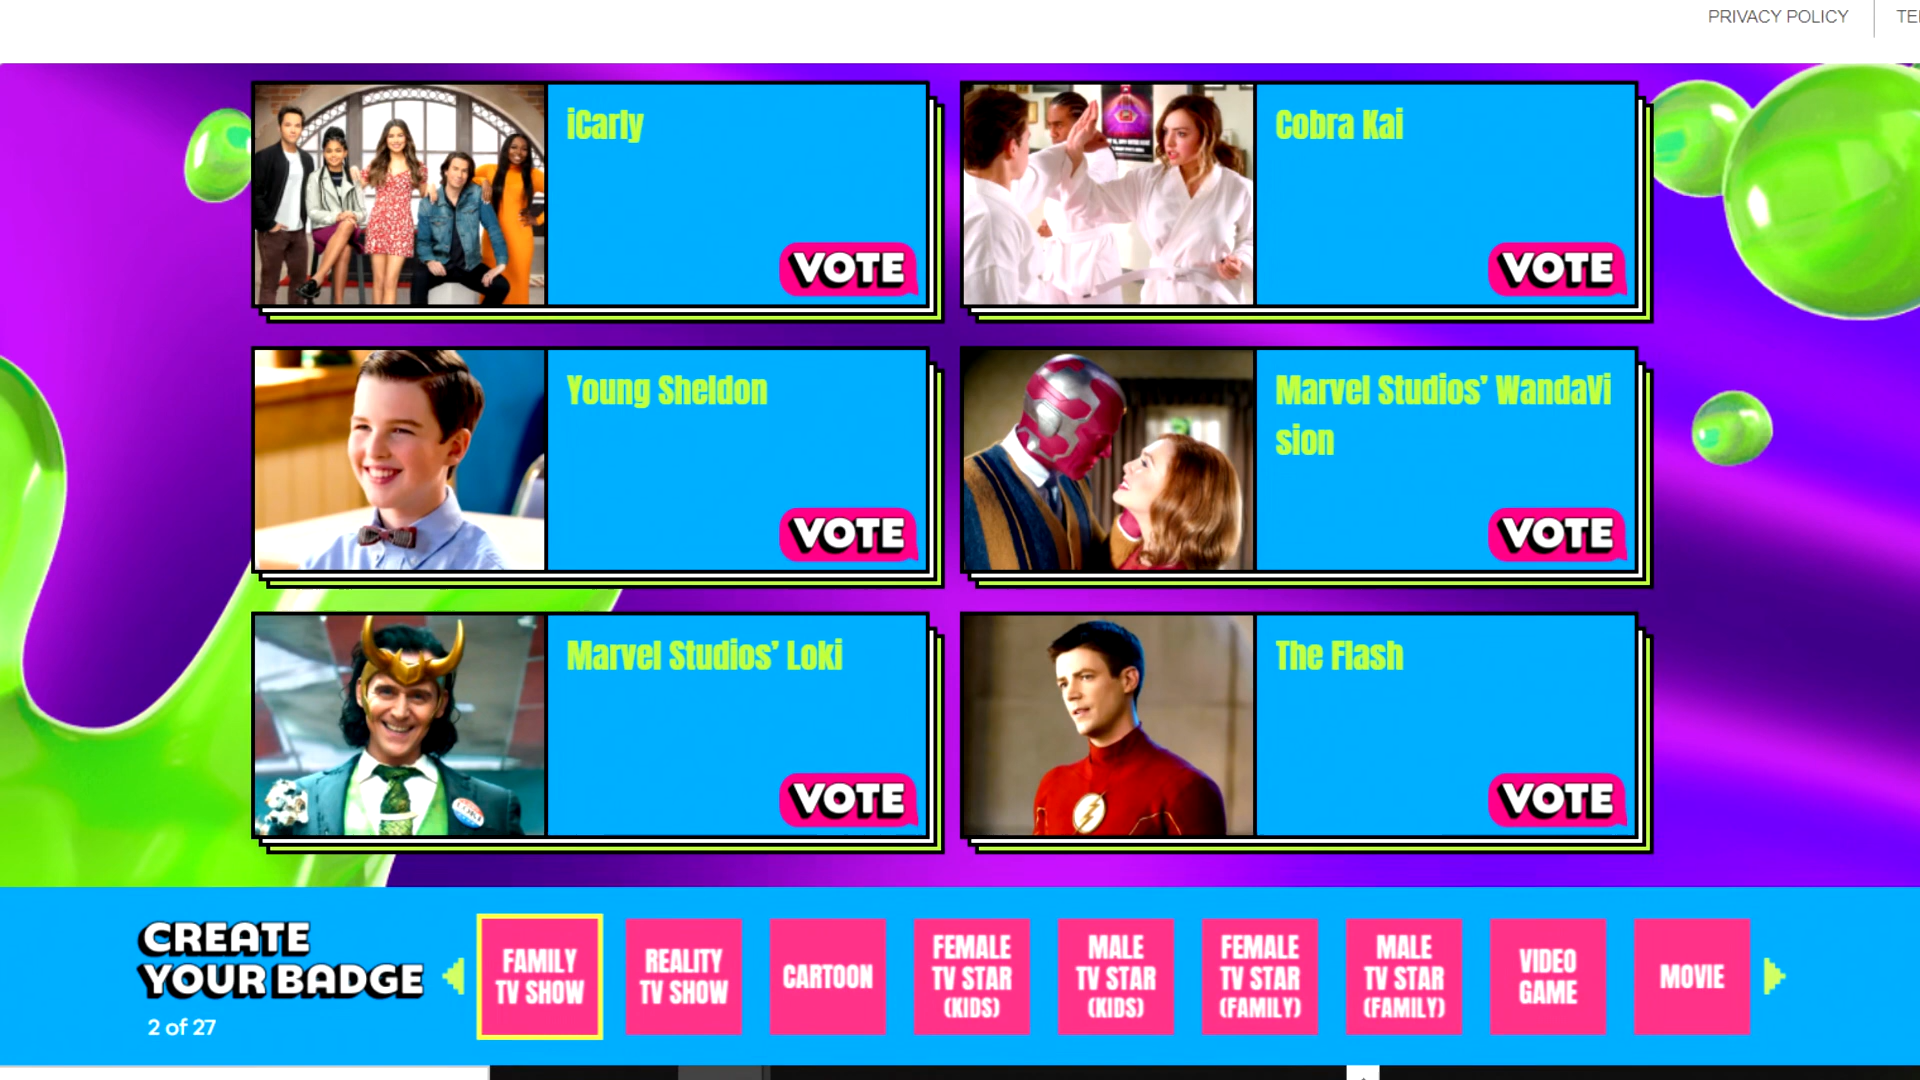 PRIVACY POLICY
iCarly
VOTE
Cobra Kai
VOTE
Young Sheldon
VOTE
Marvel Studios’ WandaVi
sion
VOTE
Marvel Studios’ Loki
VOTE
The Flash
VOTE
CREATE
YOUR BADGE
2 of 27
FAMILY
TV SHOW
REALITY
TV SHOW
CARTOON
FEMALE
TV STAR
(KIDS)
MALE
TV STAR
(KIDS)
FEMALE
TV STAR
(FAMILY)
MALE
TV STAR
(FAMILY)
VIDEO
GAME
MOVIE